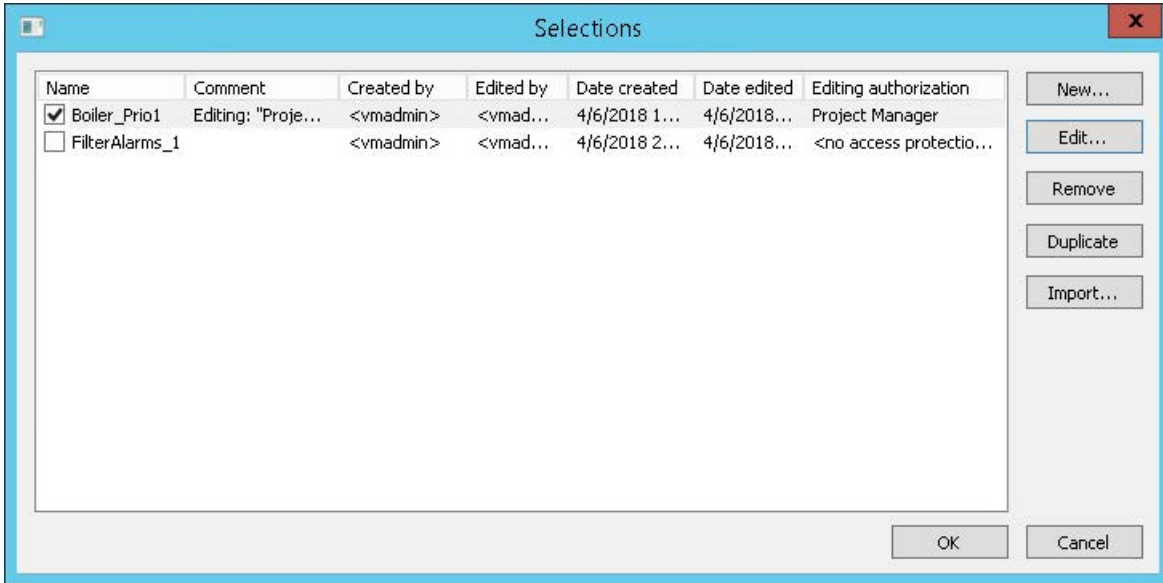 Selections
x
Name Comment Created by Edited by Date created Date edited Editing authorization
Boiler_Prio1 Editing: "Proje... <vmadmin> <vmad... 4/6/2018 1... 4/6/2018... Project Manager
FilterAlarms_1 <vmadmin> <vmad... 4/6/2018 2... 4/6/2018... <no access protectio...
New...
Edit...
Remove
Duplicate
Import...
OK Cancel